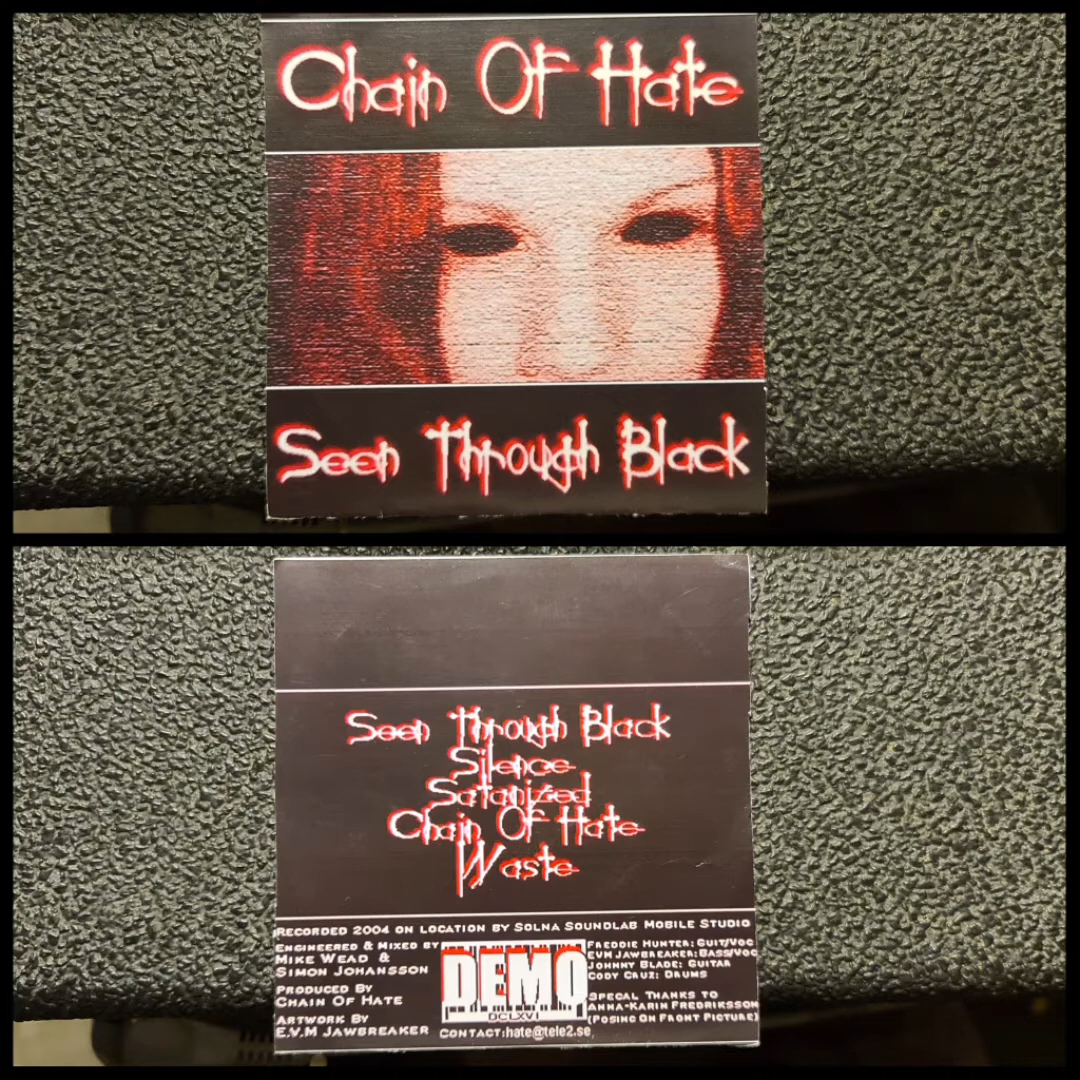 Chain Of Hate
Seen Through Black
Seen Through Black
Silence
Satanized
Chain Of Hate
Waste
RECORDED 2004 ON LOCATION BY SOLNA SOUNDLAB MOBILE STUDIO
ENGINEERED & MIXED BY
MIKE WEAD &
SIMON JOHANSSON
PRODUCED BY
CHAIN OF HATE
ARTWORK BY
E.V.M JAWBREAKER
DEMO
DCLXVI
CONTACT:hate@tele2.se
FREDDIE HUNTER: GUIT/VOC
EVM JAWBREAKER: BASS/VOC
JOHNNY BLADE: GUITAR
CODY CRUZ: DRUMS
SPECAL THANKS TO
ANNA-KARIN FREDRIKSSON
(POSING ON FRONT PICTURE)